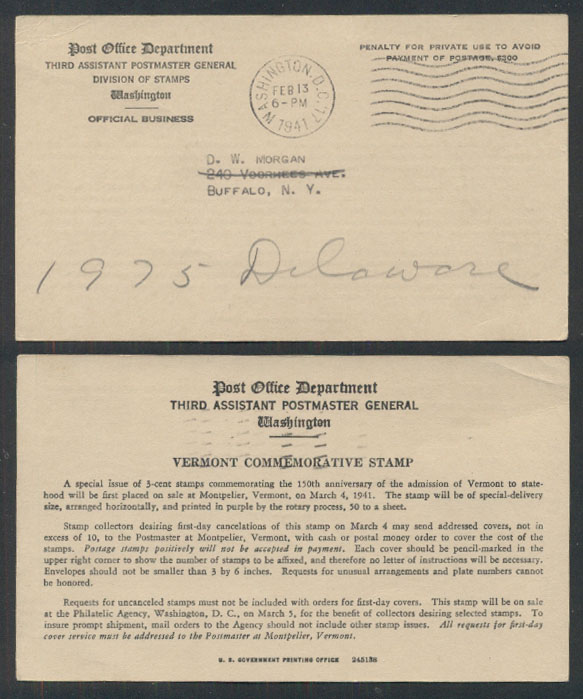 Post Office Department
THIRD ASSISTANT POSTMASTER GENERAL
DIVISION OF STAMPS
Washington
OFFICIAL BUSINESS
WASHINGTON, D.C. 17
FEB 13
6-PM
1941
PENALTY FOR PRIVATE USE TO AVOID
PAYMENT OF POSTAGE, $300
D. W. MORGAN
240 VOORHEES AVE.
BUFFALO, N. Y.
1975 Delaware
Post Office Department
THIRD ASSISTANT POSTMASTER GENERAL
Washington
VERMONT COMMEMORATIVE STAMP
A special issue of 3-cent stamps commemorating the 150th anniversary of the admission of Vermont to state-
hood will be first placed on sale at Montpelier, Vermont, on March 4, 1941. The stamp will be of special-delivery
size, arranged horizontally, and printed in purple by the rotary process, 50 to a sheet.
Stamp collectors desiring first-day cancelations of this stamp on March 4 may send addressed covers, not in
excess of 10, to the Postmaster at Montpelier, Vermont, with cash or postal money order to cover the cost of the
stamps. Postage stamps positively will not be accepted in payment. Each cover should be pencil-marked in the
upper right corner to show the number of stamps to be affixed, and therefore no letter of instructions will be necessary.
Envelopes should not be smaller than 3 by 6 inches. Requests for unusual arrangements and plate numbers cannot
be honored.
Requests for uncanceled stamps must not be included with orders for first-day covers. This stamp will be on sale
at the Philatelic Agency, Washington, D. C., on March 5, for the benefit of collectors desiring selected stamps. To
insure prompt shipment, mail orders to the Agency should not include other stamp issues. All requests for first-day
cover service must be addressed to the Postmaster at Montpelier, Vermont.
U. S. GOVERNMENT PRINTING OFFICE 245138